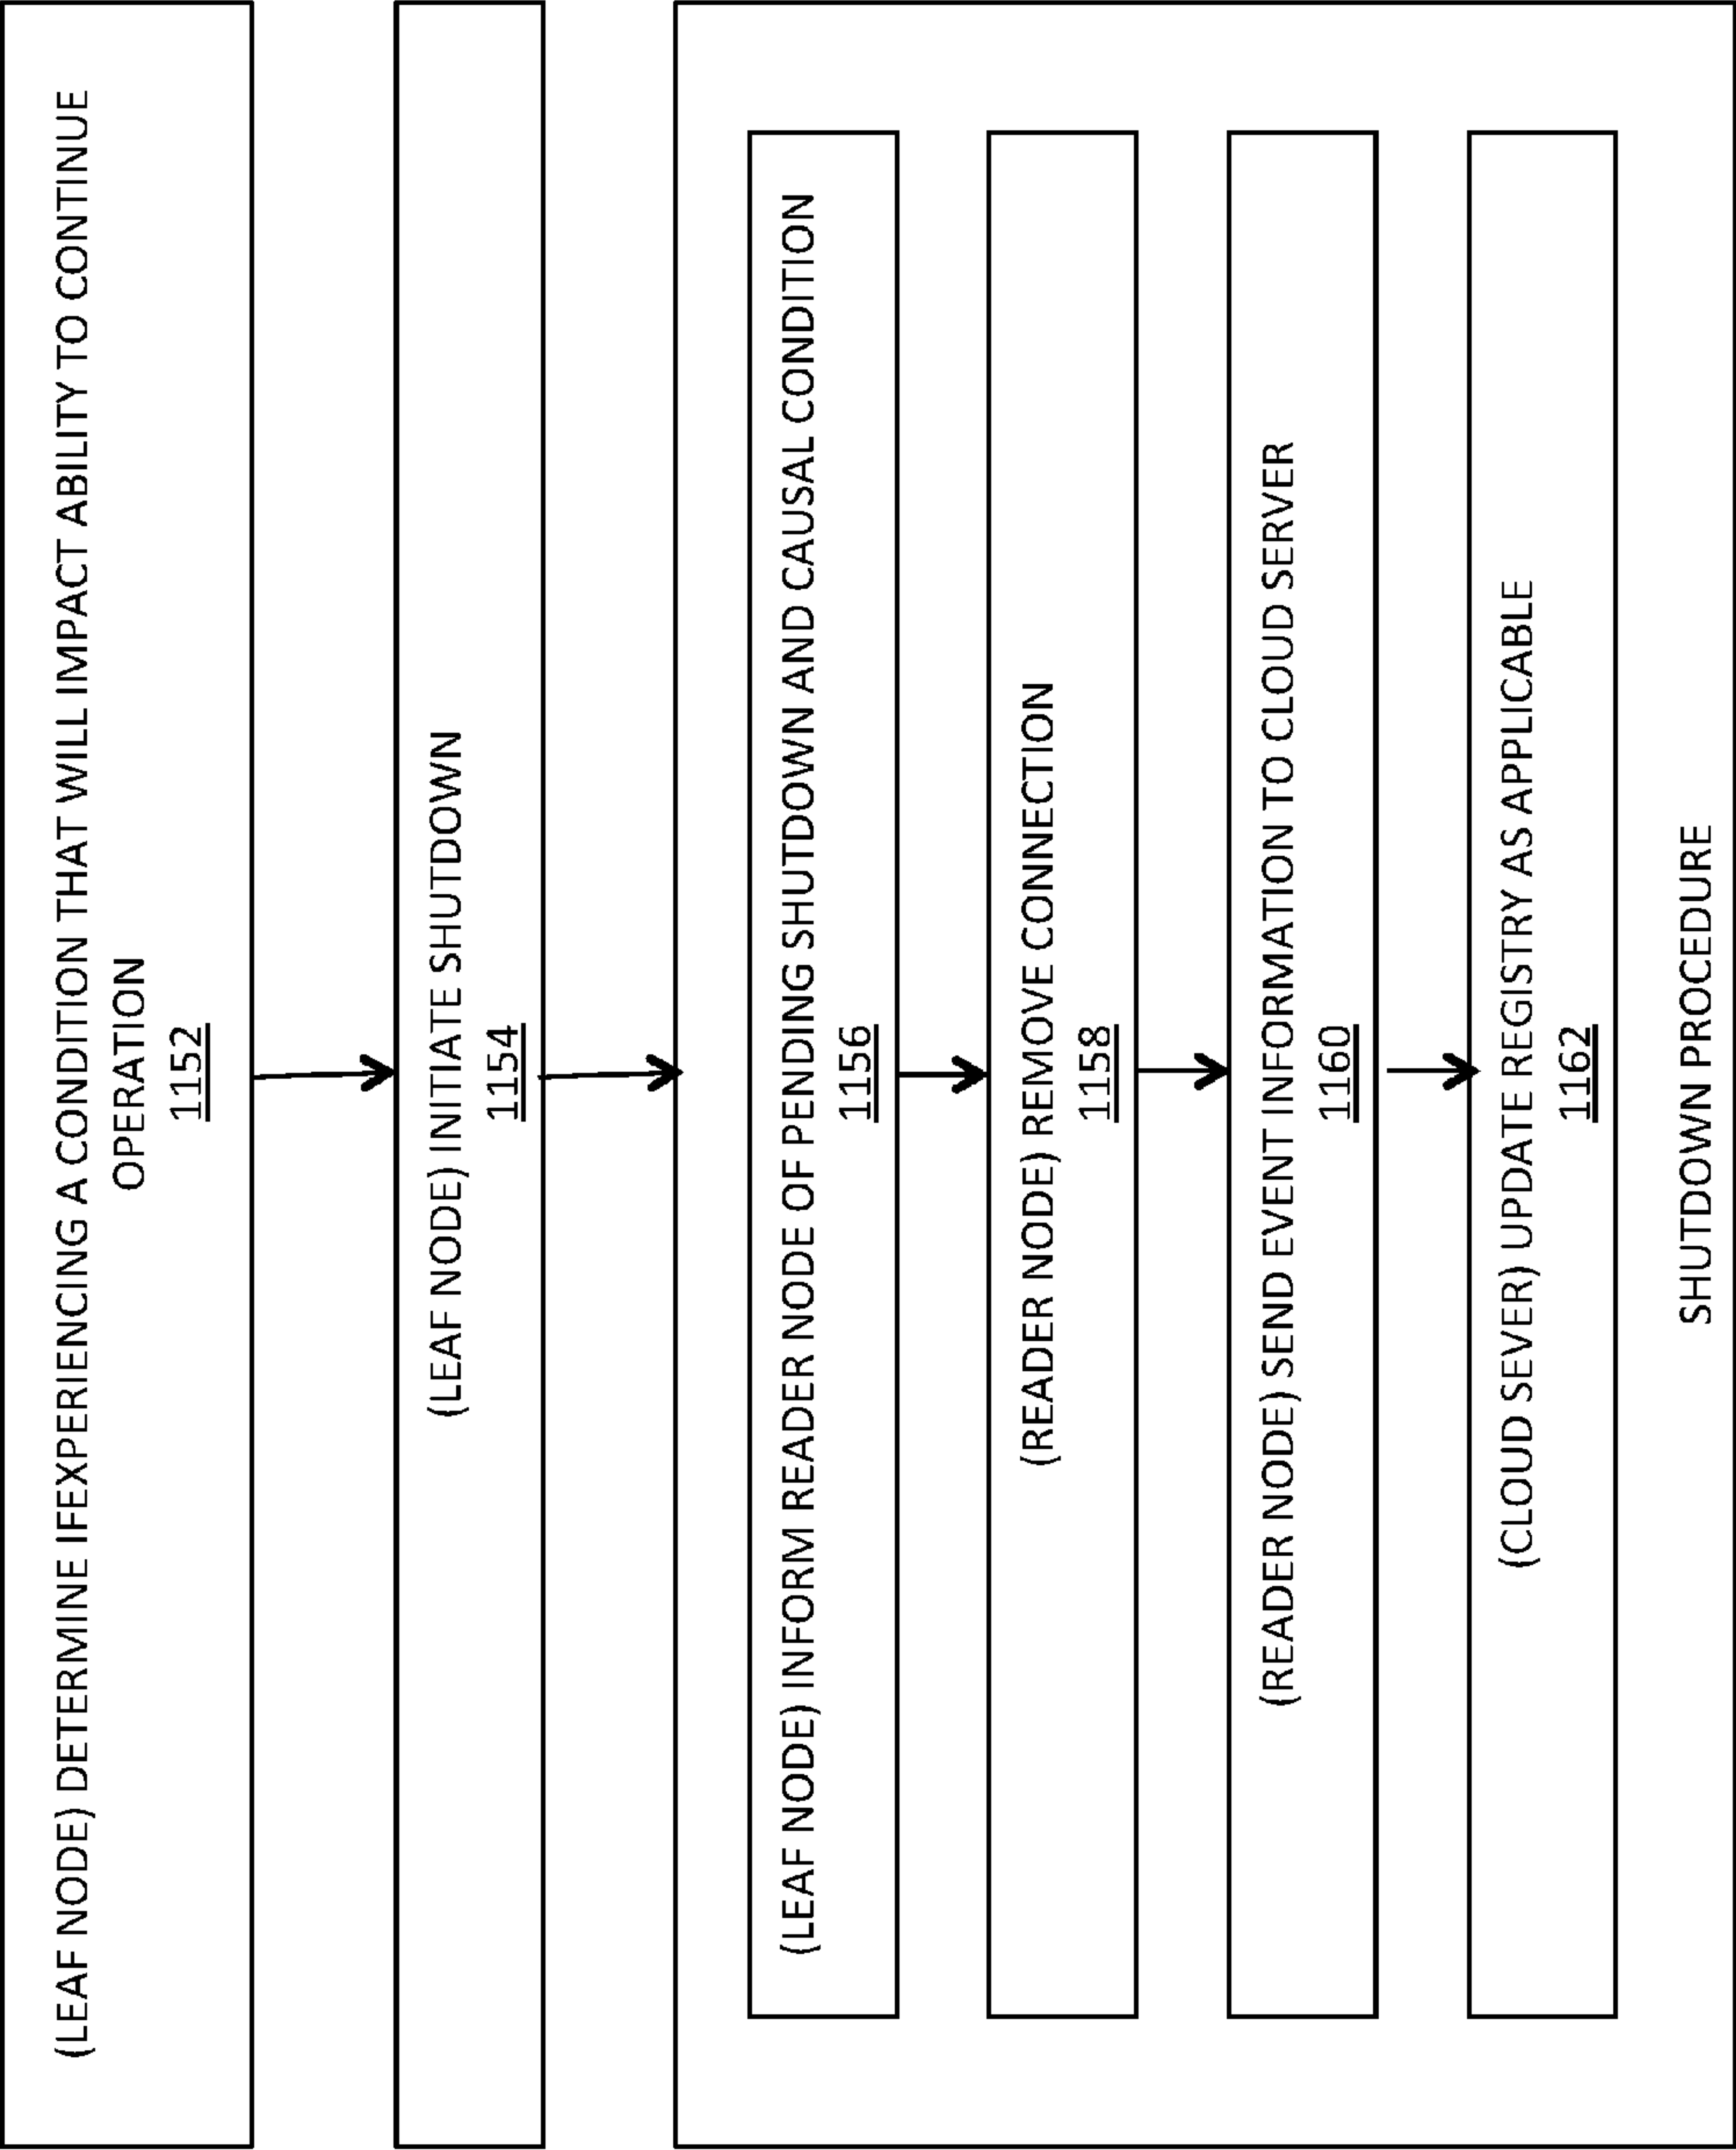 (LEAF NODE) DETERMINE IFEXPERIENCING A CONDITION THAT WILL IMPACT ABILITY TO CONTINUE
OPERATION
1152
(LEAF NODE) INITIATE SHUTDOWN
1154
(LEAF NODE) INFORM READER NODE OF PENDING SHUTDOWN AND CAUSAL CONDITION
1156
(READER NODE) REMOVE CONNECTION
1158
(READER NODE) SEND EVENT INFORMATION TO CLOUD SERVER
1160
(CLOUD SEVER) UPDATE REGISTRY AS APPLICABLE
1162
SHUTDOWN PROCEDURE